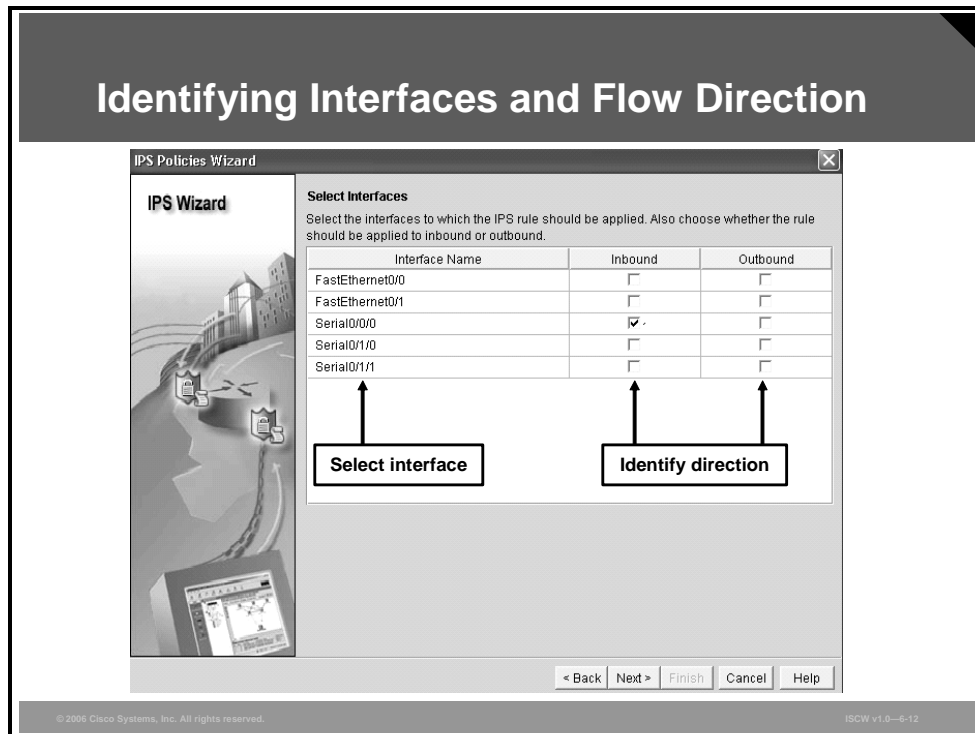 Identifying Interfaces and Flow Direction
IPS Policies Wizard
IPS Wizard
Select Interfaces
Select the interfaces to which the IPS rule should be applied. Also choose whether the rule
should be applied to inbound or outbound.
Interface Name Inbound Outbound
FastEthernet0/0
FastEthernet0/1
Serial0/0/0
Serial0/1/0
Serial0/1/1
Select interface Identify direction
< Back Next > Finish Cancel Help
© 2006 Cisco Systems, Inc. All rights reserved. ISCW v1.0—6-12